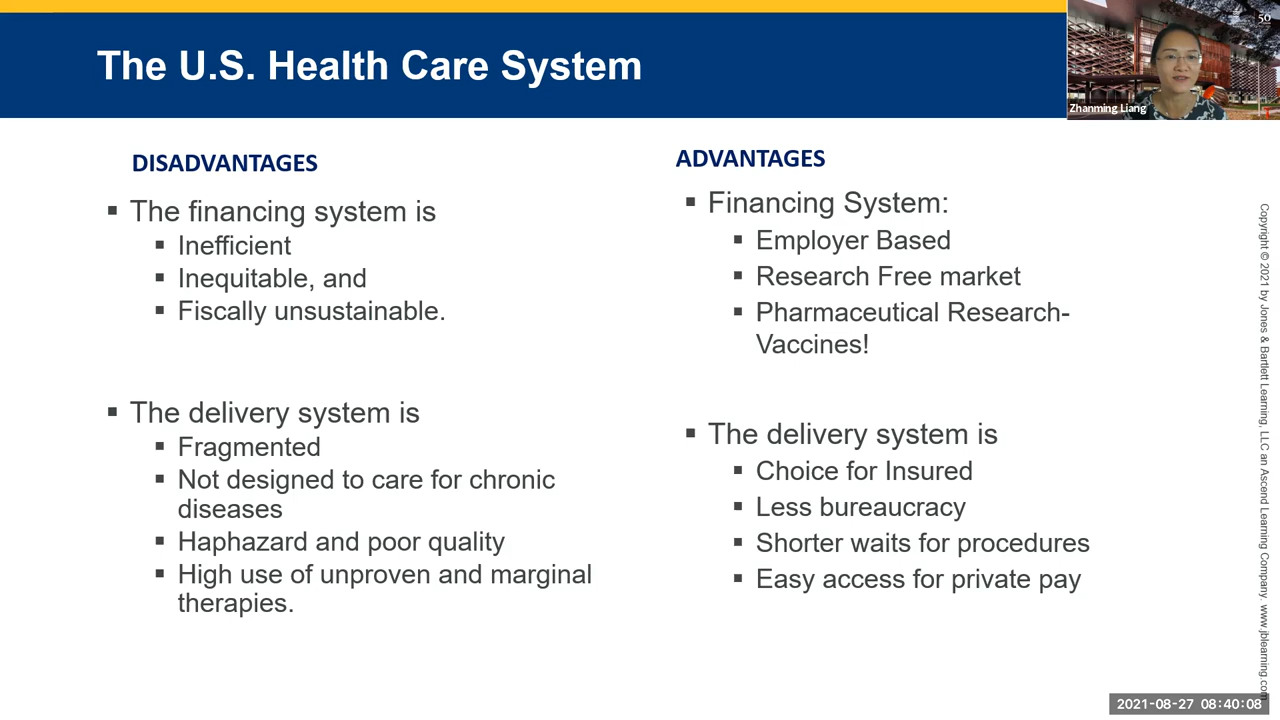 The U.S. Health Care System
50
Zhanming Liang
DISADVANTAGES
The financing system is
Inefficient
Inequitable, and
Fiscally unsustainable.
The delivery system is
Fragmented
Not designed to care for chronic
diseases
Haphazard and poor quality
High use of unproven and marginal
therapies.
ADVANTAGES
Financing System:
Employer Based
Research Free market
Pharmaceutical Research-
Vaccines!
The delivery system is
Choice for Insured
Less bureaucracy
Shorter waits for procedures
Easy access for private pay
Copyright © 2021 by Jones & Bartlett Learning, LLC an Ascend Learning Company. www.jblearning.com
2021-08-27 08:40:08